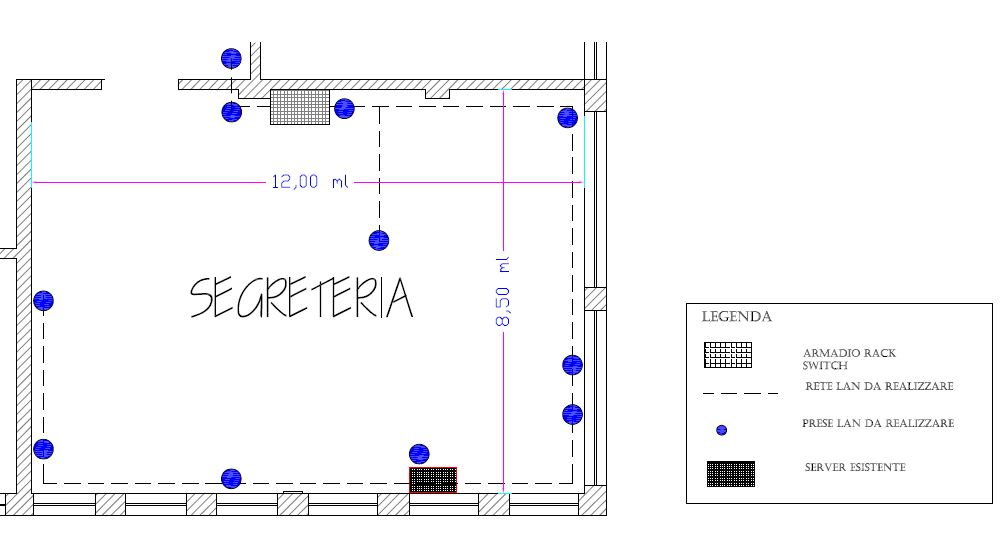 12,00 ml
SEGRETERIA
8,50 ml
LEGENDA
ARMADIO RACK
SWITCH
RETE LAN DA REALIZZARE
PRESE LAN DA REALIZZARE
SERVER ESISTENTE